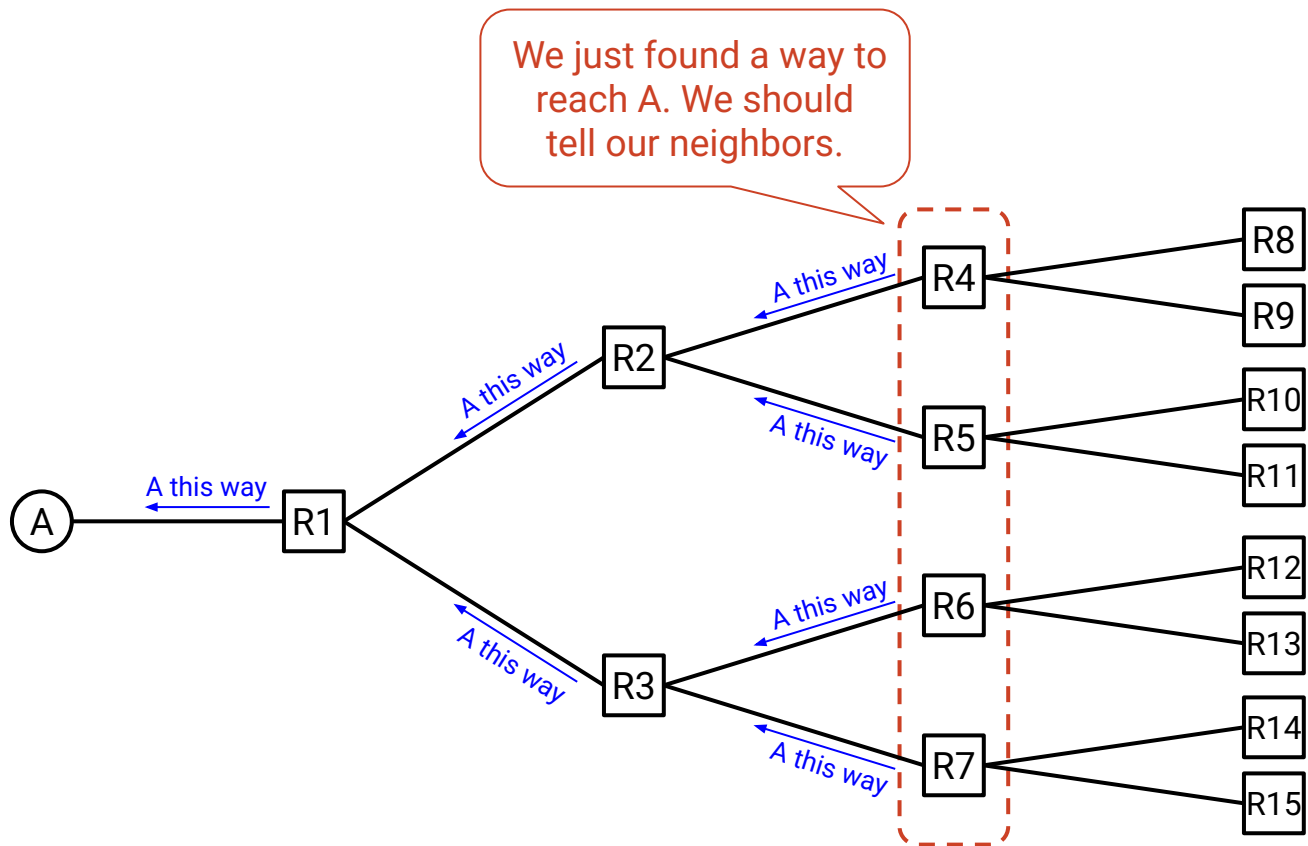 We just found a way to
reach A. We should
tell our neighbors.
R8
A this way
R4
R9
A this way
R2
R10
A this way
R5
R11
A this way
A
R1
R12
A this way
R6
A this way
R13
R3
R14
A this way
R7
R15